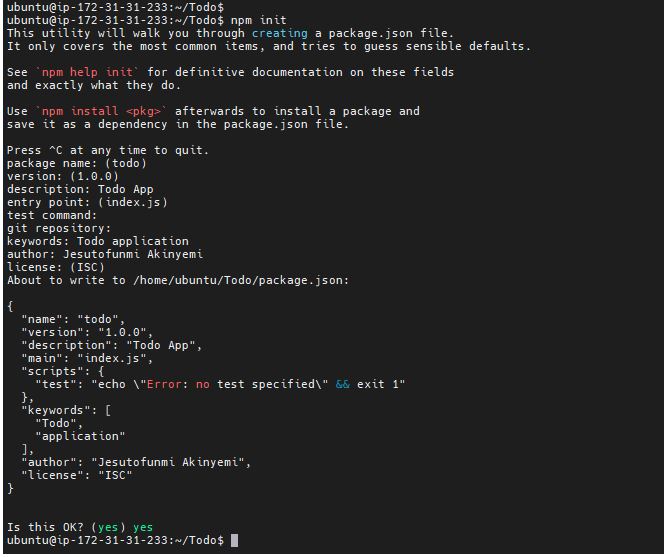 ubuntu@ip-172-31-31-233:~/Todo$
ubuntu@ip-172-31-31-233:~/Todo$ npm init
This utility will walk you through creating a package.json file.
It only covers the most common items, and tries to guess sensible defaults.

See `npm help init` for definitive documentation on these fields
and exactly what they do.

Use `npm install <pkg>` afterwards to install a package and
save it as a dependency in the package.json file.

Press ^C at any time to quit.
package name: (todo)
version: (1.0.0)
description: Todo App
entry point: (index.js)
test command:
git repository:
keywords: Todo application
author: Jesutofunmi Akinyemi
license: (ISC)
About to write to /home/ubuntu/Todo/package.json:

{
  "name": "todo",
  "version": "1.0.0",
  "description": "Todo App",
  "main": "index.js",
  "scripts": {
    "test": "echo \"Error: no test specified\" && exit 1"
  },
  "keywords": [
    "Todo",
    "application"
  ],
  "author": "Jesutofunmi Akinyemi",
  "license": "ISC"
}

Is this OK? (yes) yes
ubuntu@ip-172-31-31-233:~/Todo$